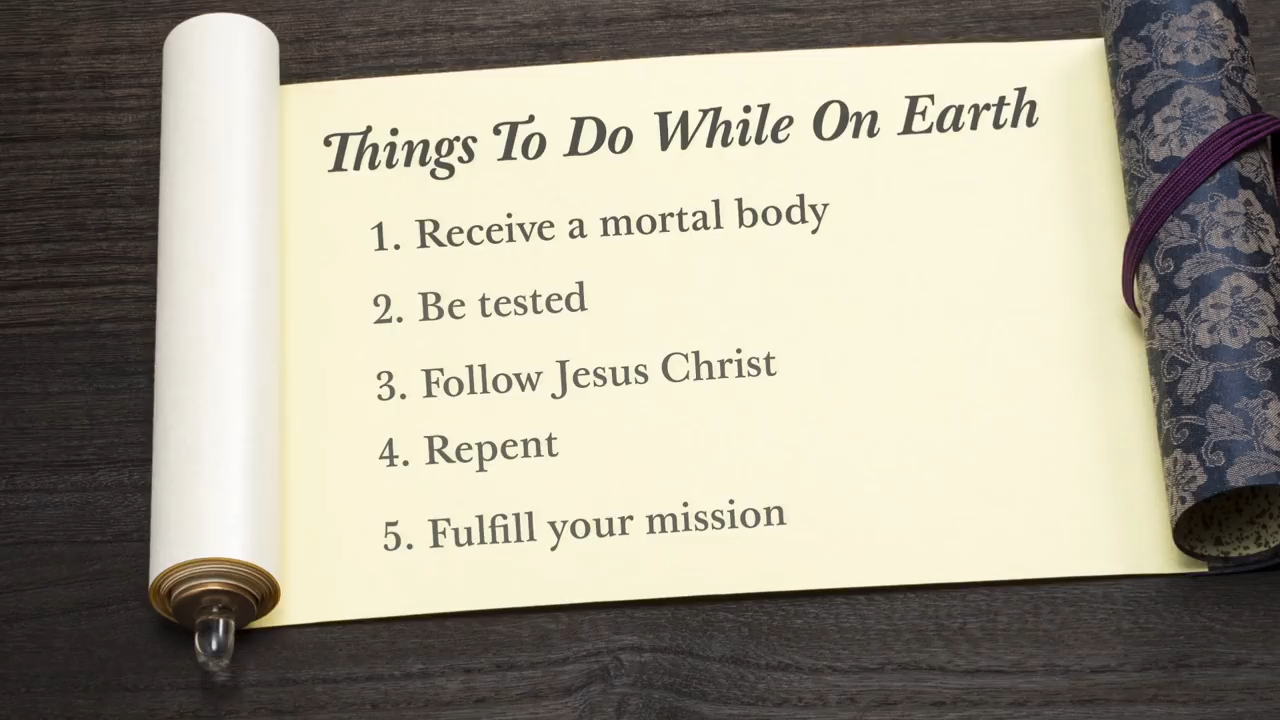 Things To Do While On Earth
1. Receive a mortal body
2. Be tested
3. Follow Jesus Christ
4. Repent
5. Fulfill your mission